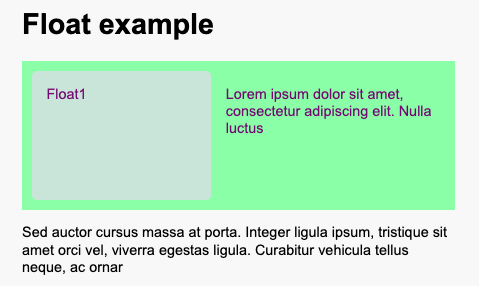 Float example
Float1
Lorem ipsum dolor sit amet,
consectetur adipiscing elit. Nulla
luctus
Sed auctor cursus massa at porta. Integer ligula ipsum, tristique sit
amet orci vel, viverra egestas ligula. Curabitur vehicula tellus
neque, ac ornar